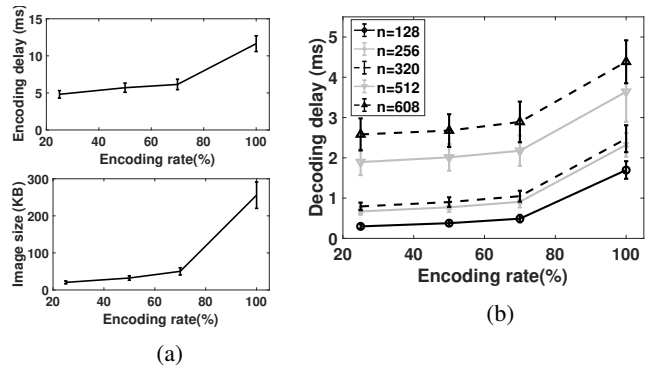 15
10
5
0
20
40
60
80
100
Encoding delay (ms)
Encoding rate(%)
300
200
100
0
20
40
60
80
100
Image size (KB)
Encoding rate(%)
(a)
n=128
n=256
n=320
n=512
n=608
5
4
3
2
1
0
20
40
60
80
100
Decoding delay (ms)
Encoding rate(%)
(b)